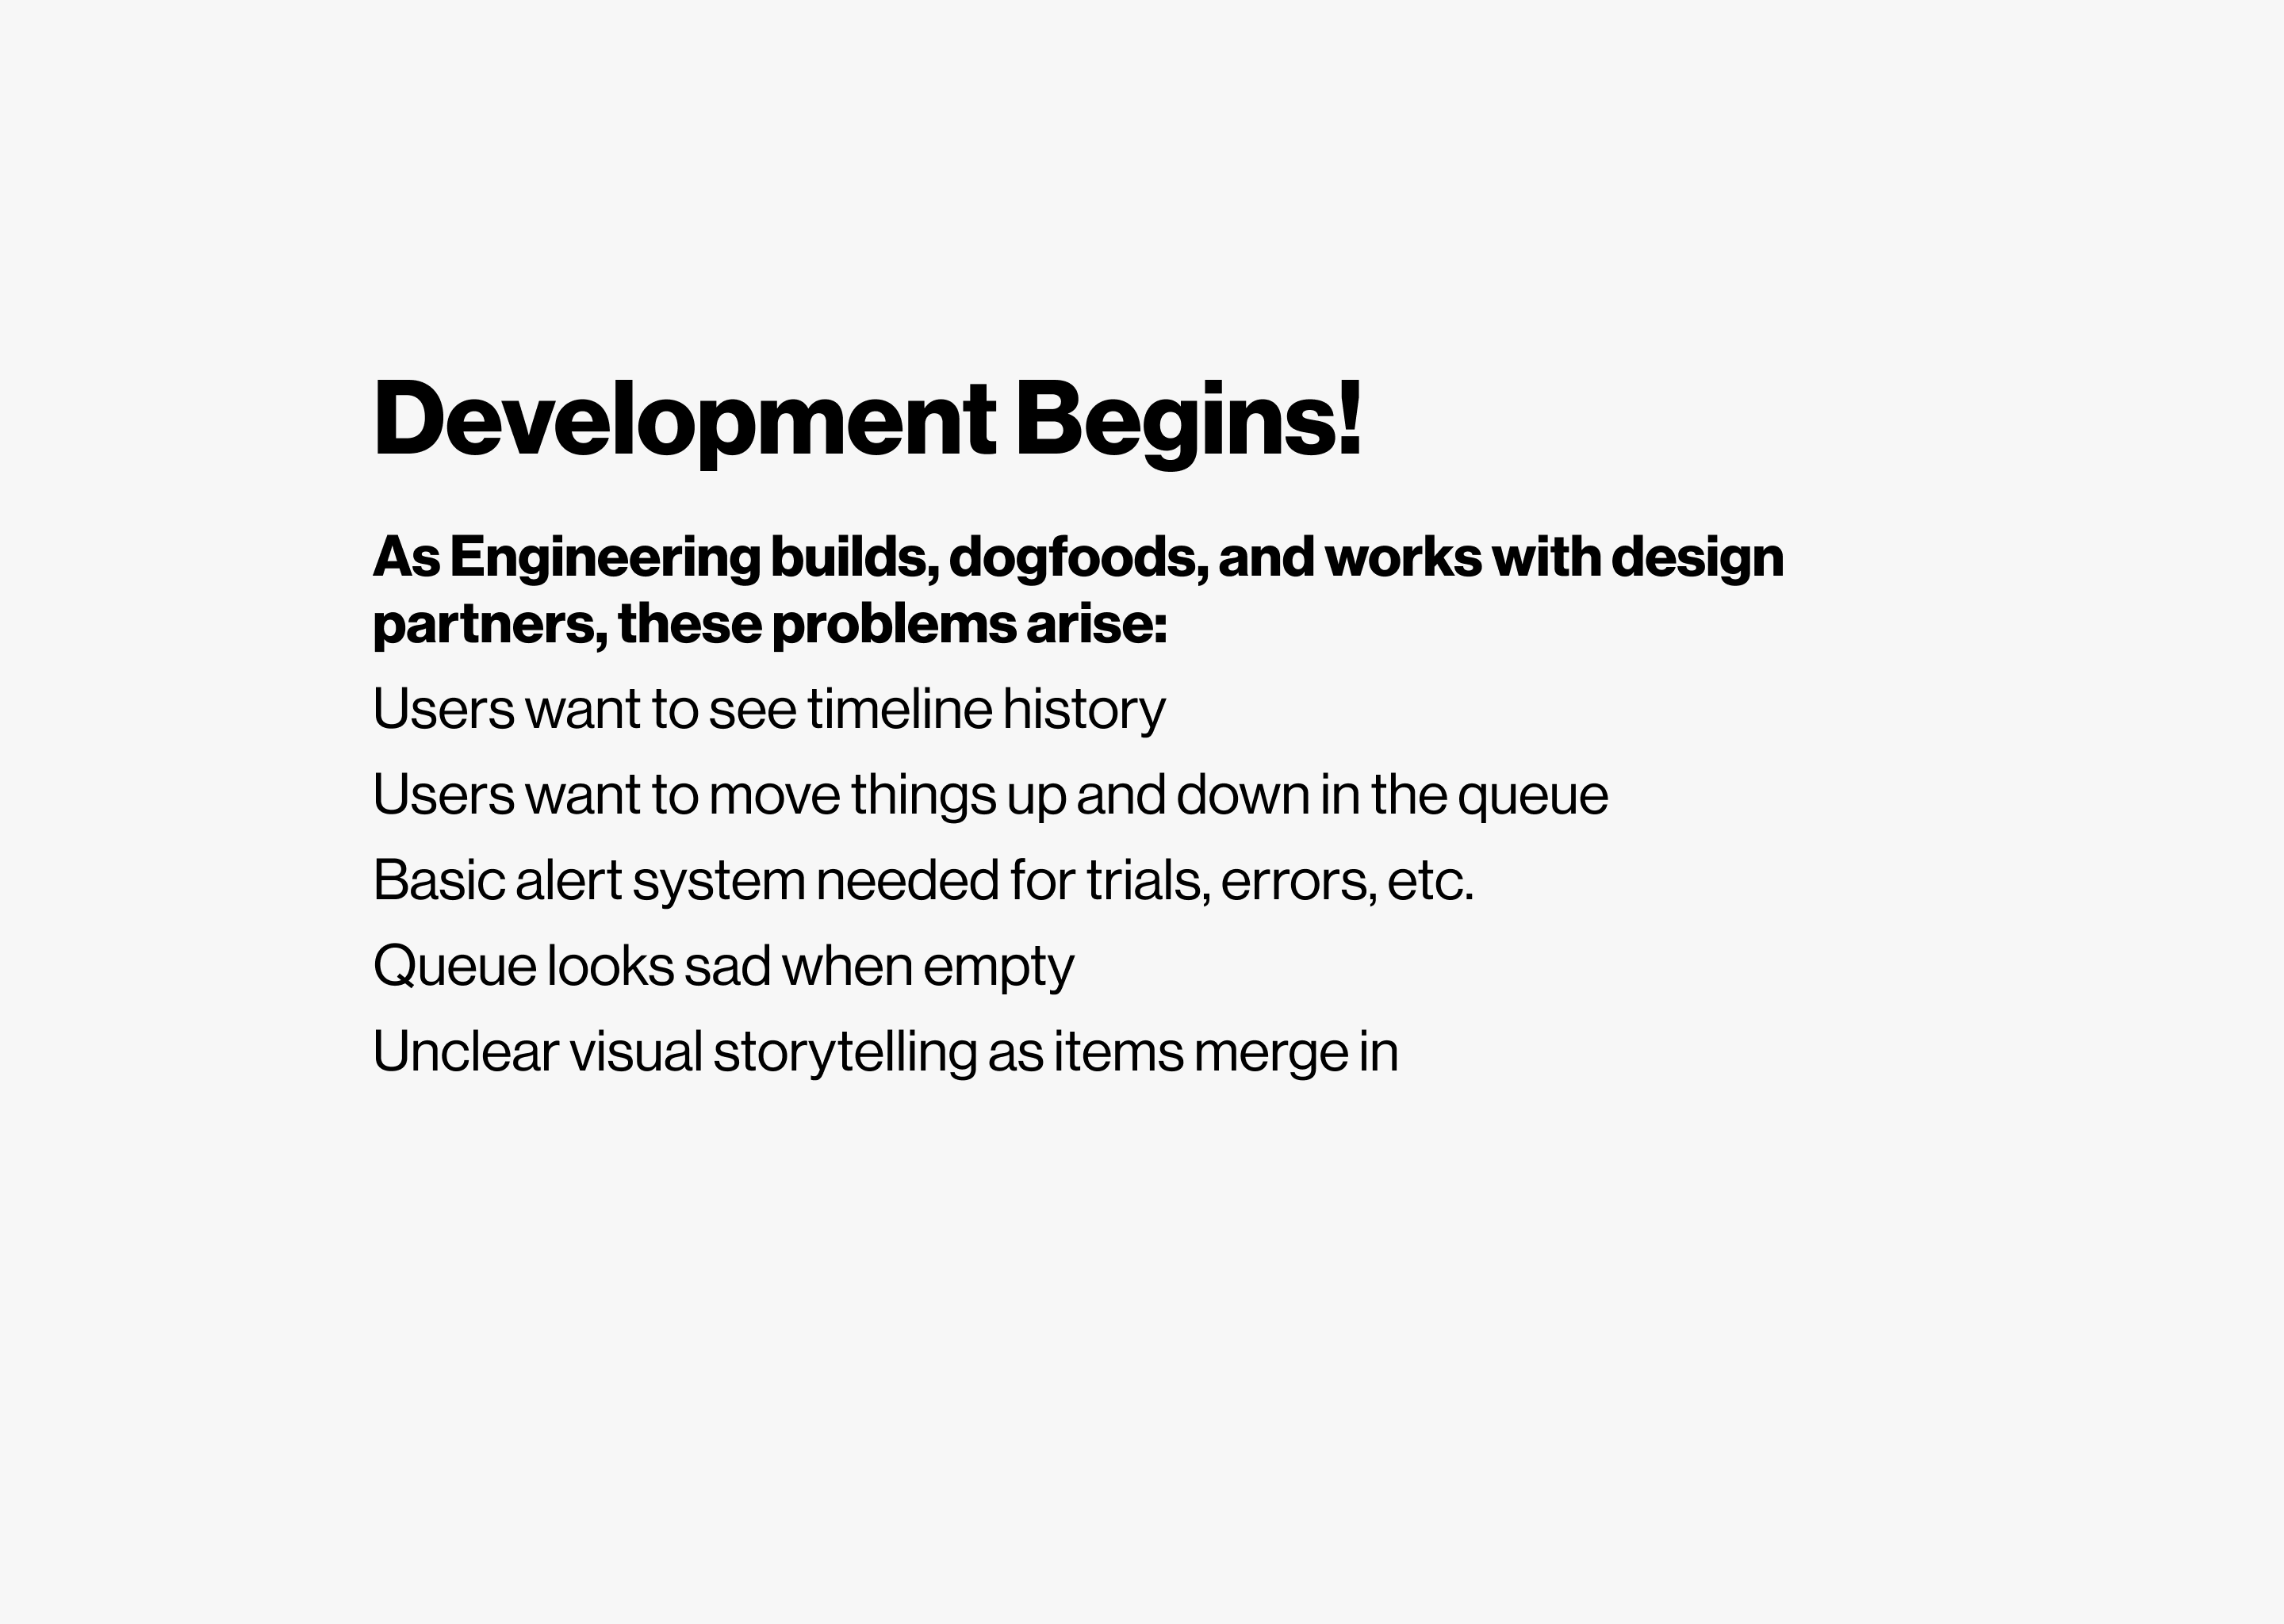 Development Begins!
As Engineering builds, dogfoods, and works with design
partners, these problems arise:
Users want to see timeline history
Users want to move things up and down in the queue
Basic alert system needed for trials, errors, etc.
Queue looks sad when empty
Unclear visual storytelling as items merge in